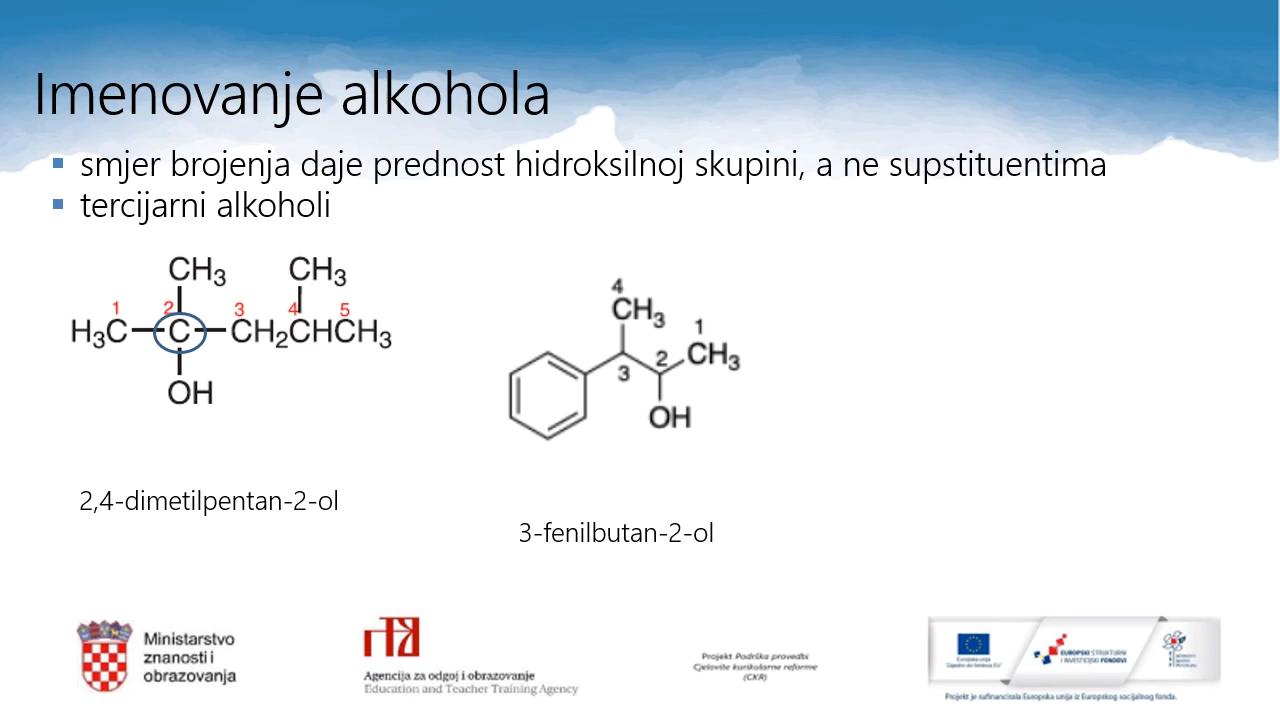 Imenovanje alkohola
smjer brojenja daje prednost hidroksilnoj skupini, a ne supstituentima
tercijarni alkoholi
CH3 CH3
1 2 3 4 5
H3C C CH2CHCH3
OH
4
CH3
1
2 CH3
3
OH
2,4-dimetilpentan-2-ol
3-fenilbutan-2-ol
Ministarstvo
znanosti i
obrazovanja
Agencija za odgoj i obrazovanje
Education and Teacher Training Agency
Projekt Podrška provedbi
Cjelovite kurikularne reforme
(CKR)
Europska unija
EUROPSKI STRUKTURNI
I INVESTICIJSKI FONDOVI
Projekt je sufinancirala Europska unija iz Europskog socijalnog fonda.